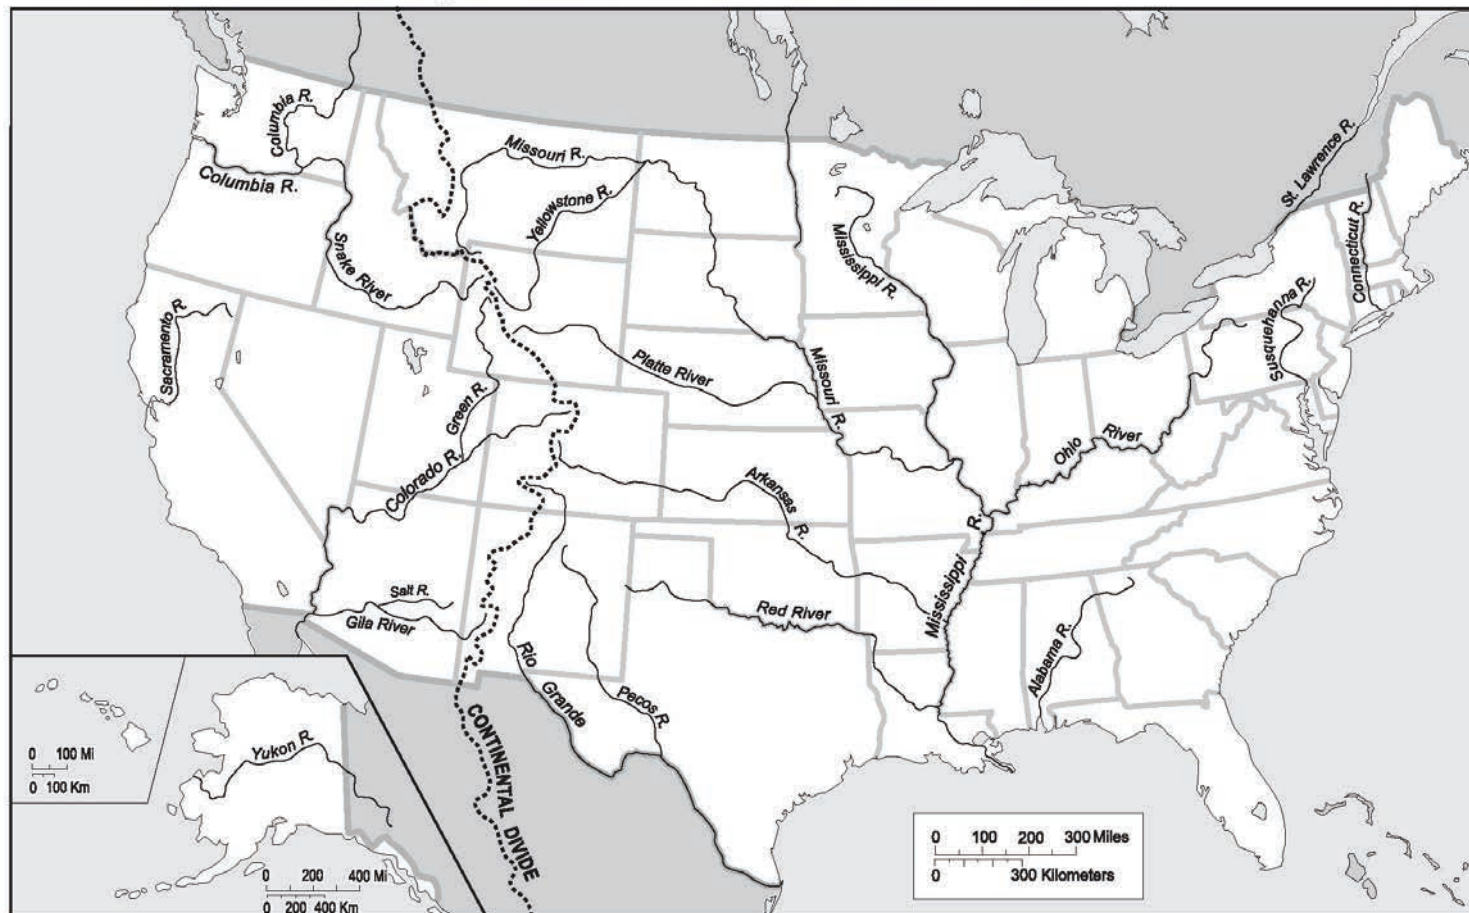 Columbia R.
Columbia R.
Missouri R.
Yellowstone R.
Snake River
Sacramento R.
Green R.
Colorado R.
Platte River
Missouri R.
Mississippi R.
St. Lawrence R.
Connecticut R.
Susquehanna R.
Ohio River
Arkansas R.
Mississippi R.
Salt R.
Gila River
Red River
Rio Grande
Pecos R.
Alabama R.
CONTINENTAL DIVIDE
Yukon R.
0 100 Mi
0 100 Km
0 200 400 Mi
0 200 400 Km
0 100 200 300 Miles
0 300 Kilometers